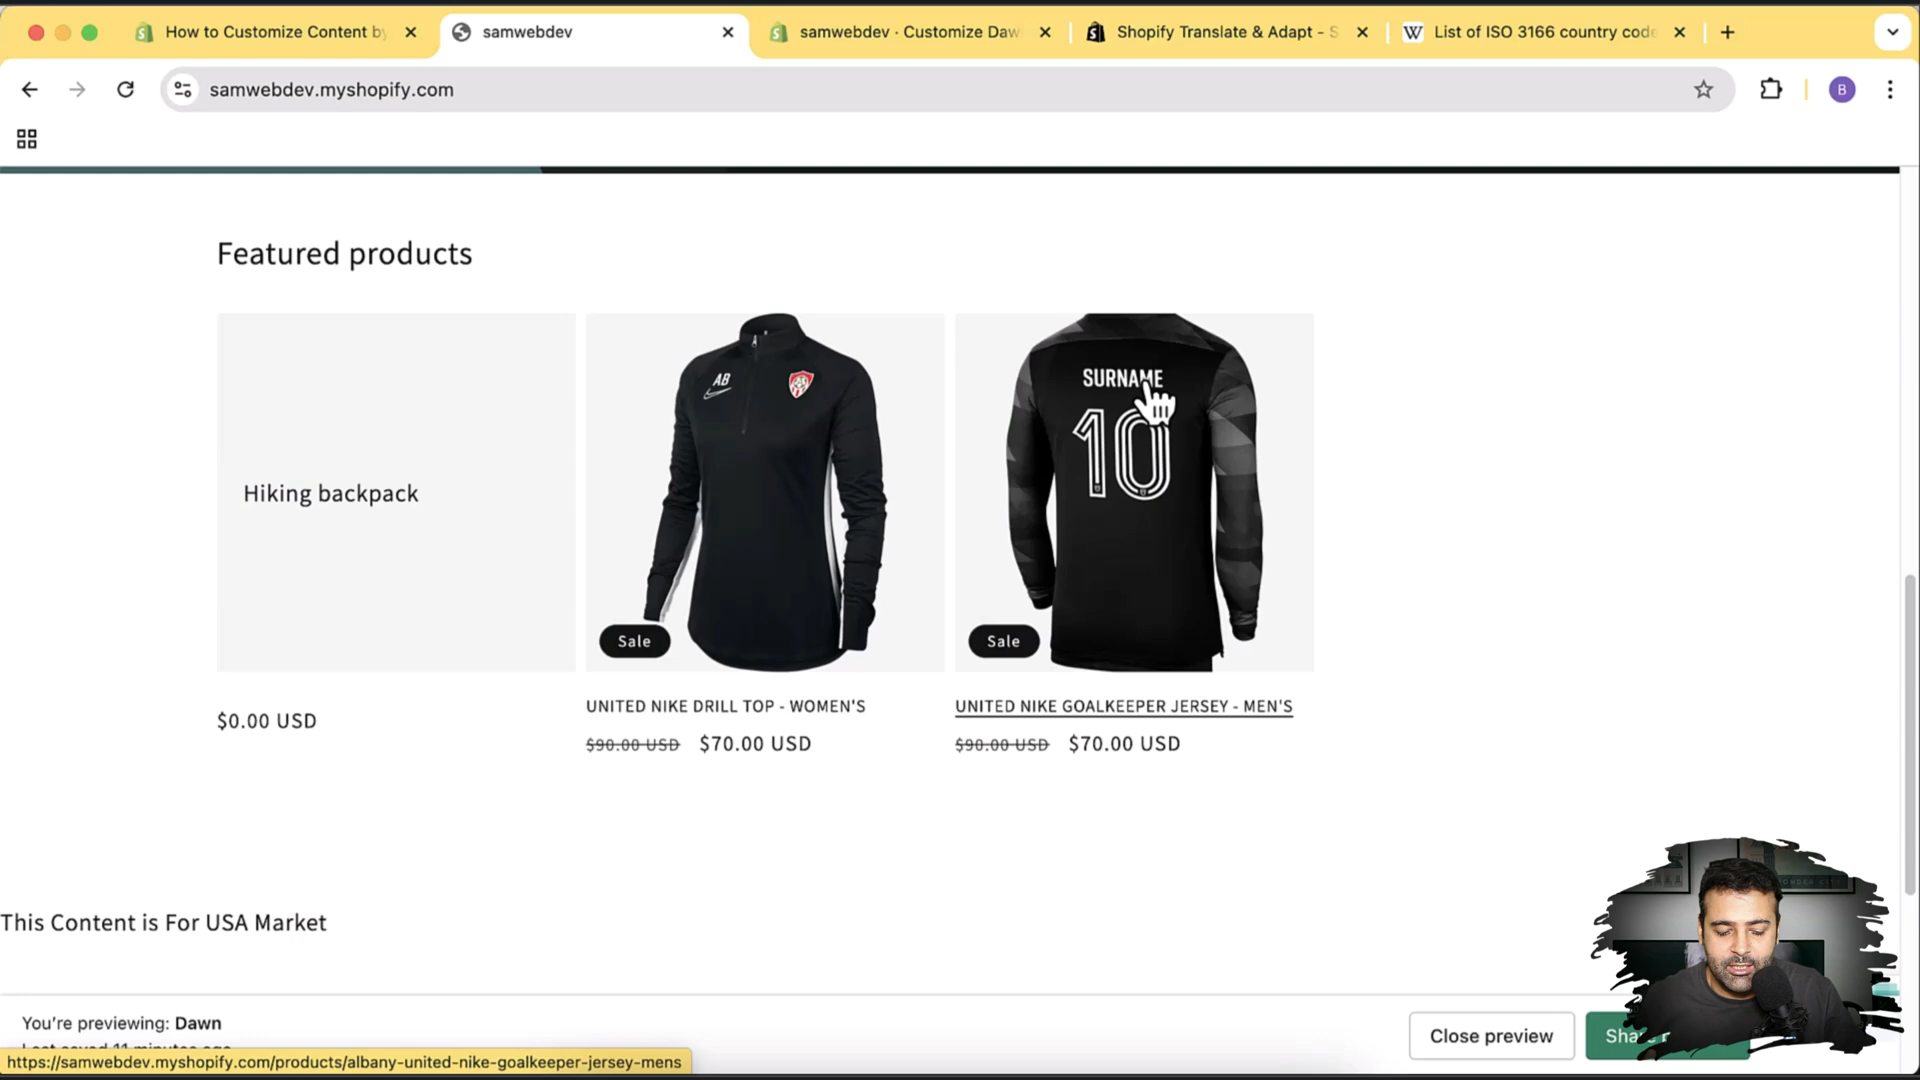 How to Customize Content by
samwebdev
samwebdev · Customize Daw
Shopify Translate & Adapt - S
List of ISO 3166 country code
samwebdev.myshopify.com
B
Featured products
Hiking backpack
AB
SURNAME
10
Sale
Sale
$0.00 USD
UNITED NIKE DRILL TOP - WOMEN'S
$90.00 USD $70.00 USD
UNITED NIKE GOALKEEPER JERSEY - MEN'S
$90.00 USD $70.00 USD
This Content is For USA Market
You're previewing: Dawn
Last saved 11 minutes ago
Close preview
https://samwebdev.myshopify.com/products/albany-united-nike-goalkeeper-jersey-mens